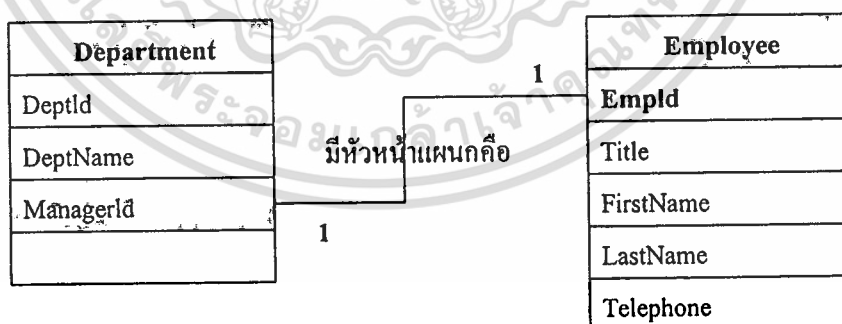 Department
DeptId
DeptName
ManagerId
1
มีหัวหน้าแผนกคือ
1
Employee
EmpId
Title
FirstName
LastName
Telephone